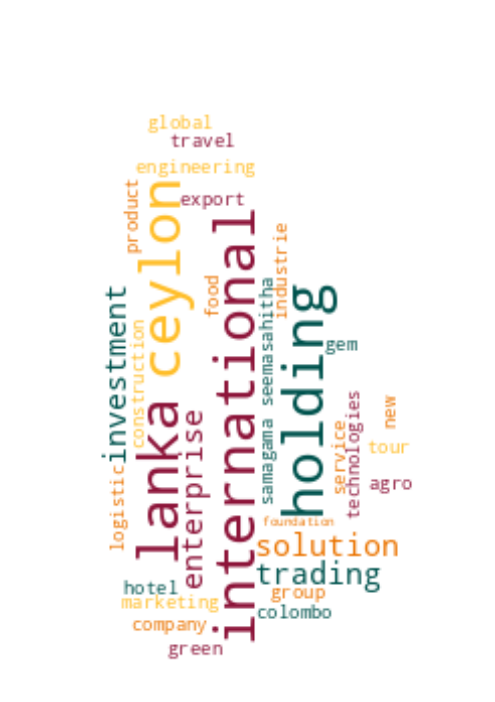 global
travel
engineering
export
product
ceylon
international
food
industrie
seemasahitha
holding
gem
investment
construction
lanka
enterprise
samagama
service
technologies
new
tour
agro
logistic
foundation
solution
trading
hotel
marketing
group
colombo
company
green